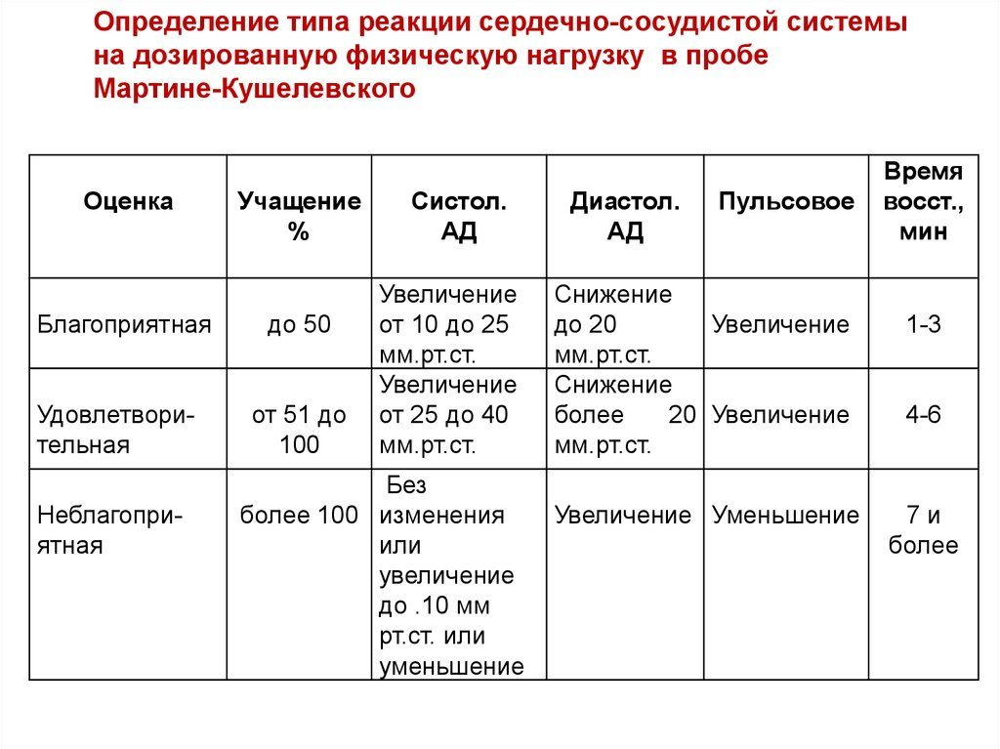 Определение типа реакции сердечно-сосудистой системы
на дозированную физическую нагрузку в пробе
Мартине-Кушелевского
Оценка
Учащение
%
Систол.
АД
Диастол.
АД
Пульсовое
Время
восст.,
мин
Благоприятная
до 50
Увеличение
от 10 до 25
мм.рт.ст.
Снижение
до 20
мм.рт.ст.
Увеличение
1-3
Удовлетвори-
тельная
от 51 до
100
Увеличение
от 25 до 40
мм.рт.ст.
Снижение
более 20
мм.рт.ст.
Увеличение
4-6
Неблагопри-
ятная
более 100
Без
изменения
или
увеличение
до .10 мм
рт.ст. или
уменьшение
Увеличение
Уменьшение
7 и
более